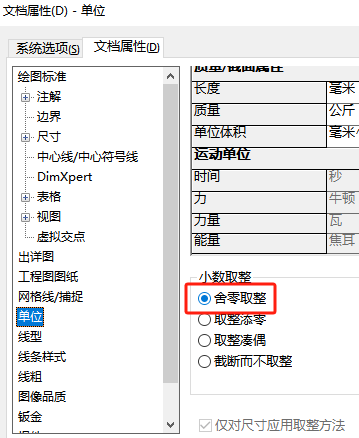 文档属性(D) - 单位
系统选项(S) 文档属性(D)
绘图标准
注解
边界
尺寸
中心线/中心符号线
DimXpert
表格
视图
虚拟交点
出详图
工程图图纸
网格线/捕捉
单位
线型
线条样式
线粗
图像品质
钣金
质量/截面属性
长度 毫米
质量 公斤
单位体积 毫米^
运动单位
时间 秒
力 牛顿
力量 瓦
能量 焦耳
小数取整
舍零取整
取整添零
取整凑偶
截断而不取整
仅对尺寸应用取整方法